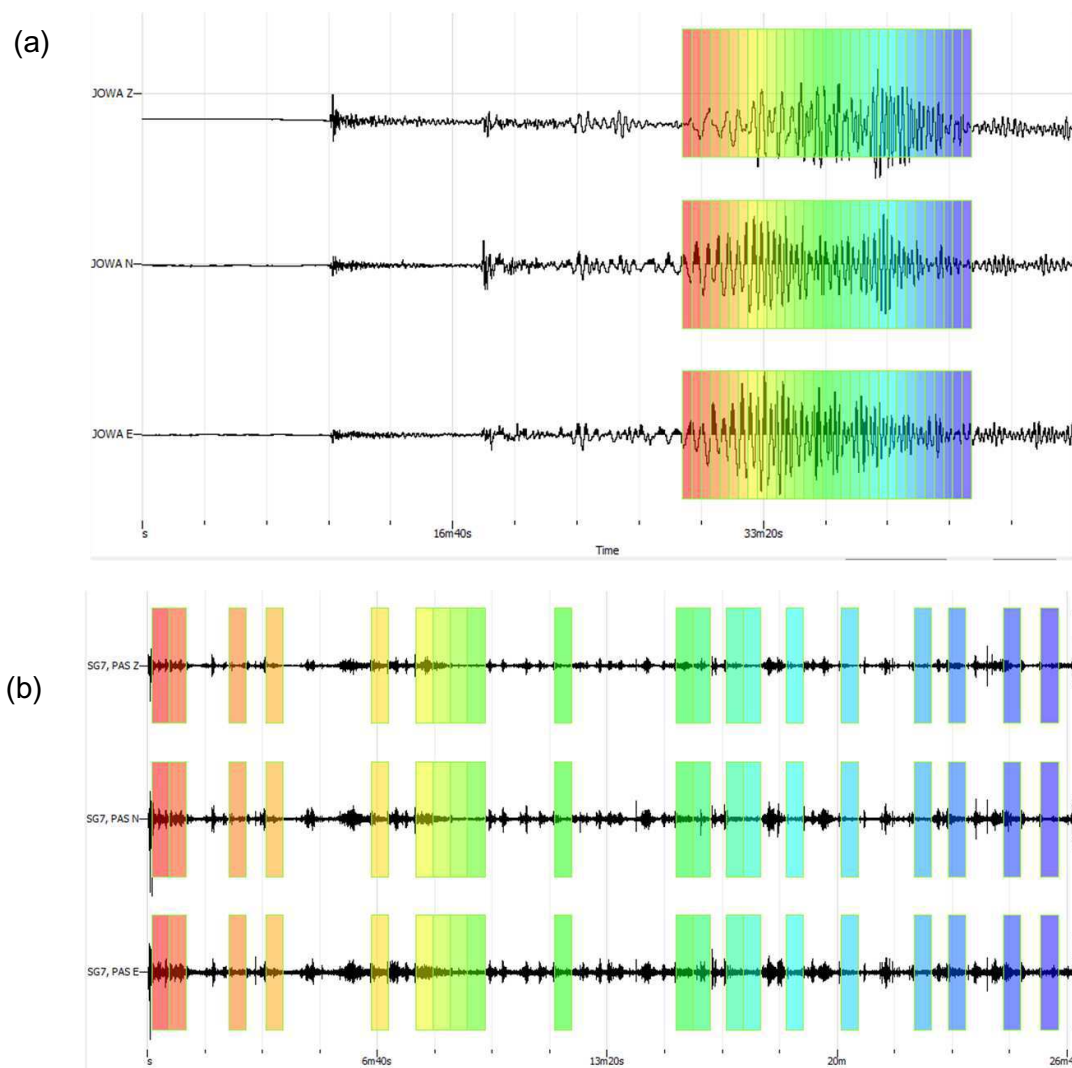 (a)
JOWA Z
JOWA N
JOWA E
s 16m40s 33m20s
Time
(b)
SG7, PAS Z
SG7, PAS N
SG7, PAS E
s 6m40s 13m20s 20m